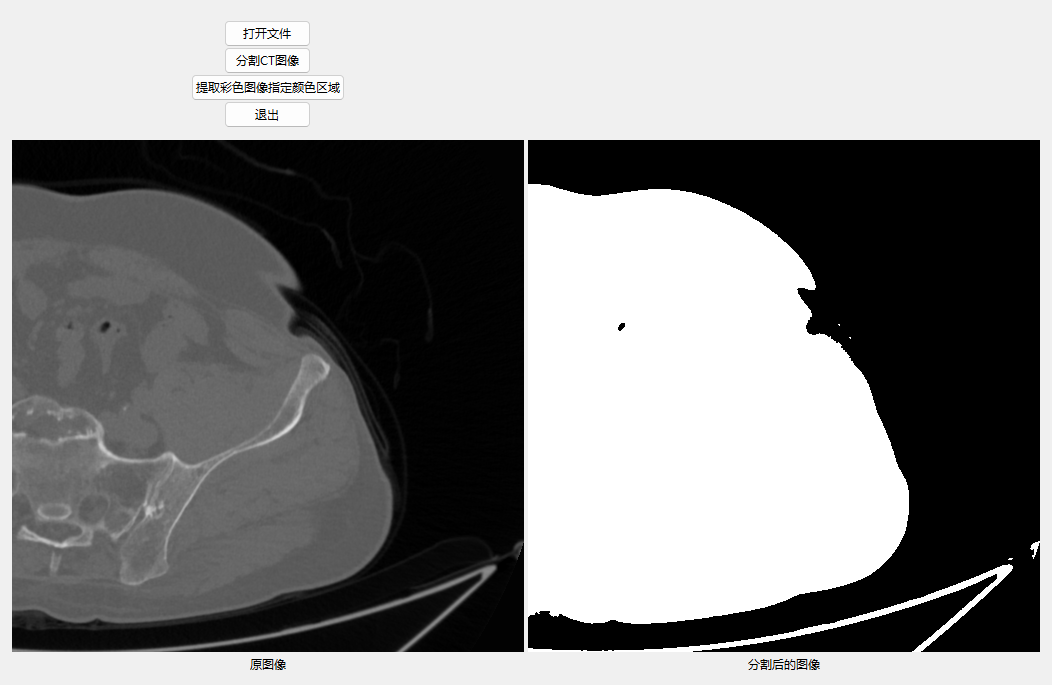 打开文件
分割CT图像
提取彩色图像指定颜色区域
退出
原图像
分割后的图像